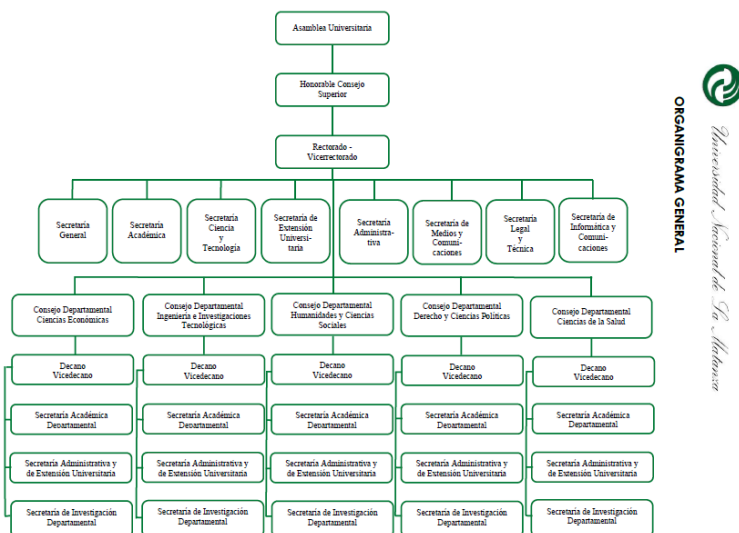 Asamblea Universitaria
Honorable Consejo
Superior
Rectorado -
Vicerrectorado
Secretaría
General
Secretaría
Académica
Secretaría
Ciencia
y
Tecnología
Secretaría de
Extensión
Universi-
taria
Secretaría
Administra-
tiva
Secretaría de
Medios y
Comuni-
caciones
Secretaría
Legal
y
Técnica
Secretaría de
Informática y
Comuni-
caciones
Consejo Departamental
Ciencias Económicas
Consejo Departamental
Ingeniería e Investigaciones
Tecnológicas
Consejo Departamental
Humanidades y Ciencias
Sociales
Consejo Departamental
Derecho y Ciencias Políticas
Consejo Departamental
Ciencias de la Salud
Decano
Vicedecano
Decano
Vicedecano
Decano
Vicedecano
Decano
Vicedecano
Decano
Vicedecano
Secretaría Académica
Departamental
Secretaría Académica
Departamental
Secretaría Académica
Departamental
Secretaría Académica
Departamental
Secretaría Académica
Departamental
Secretaría Administrativa y
de Extensión Universitaria
Secretaría Administrativa y
de Extensión Universitaria
Secretaría Administrativa y
de Extensión Universitaria
Secretaría Administrativa y
de Extensión Universitaria
Secretaría Administrativa y
de Extensión Universitaria
Secretaría de Investigación
Departamental
Secretaría de Investigación
Departamental
Secretaría de Investigación
Departamental
Secretaría de Investigación
Departamental
Secretaría de Investigación
Departamental
Universidad Nacional de La Matanza
ORGANIGRAMA GENERAL